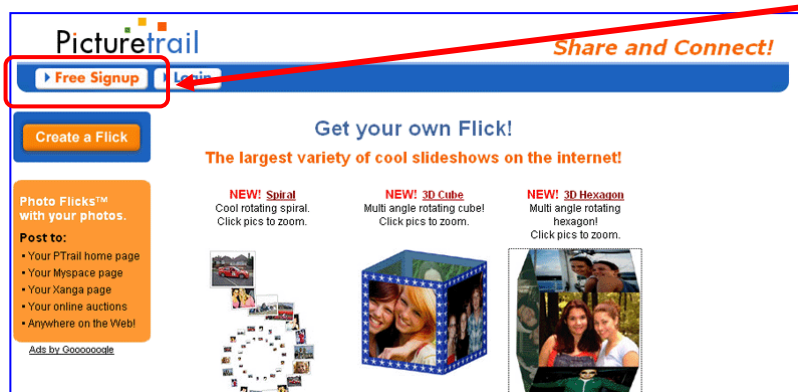 Picturetrail
Share and Connect!
Free Signup
Login
Create a Flick
Get your own Flick!
The largest variety of cool slideshows on the internet!
Photo Flicks™
with your photos.
Post to:
Your PTrail home page
Your Myspace page
Your Xanga page
Your online auctions
Anywhere on the Web!
Ads by Goooooogle
NEW! Spiral
Cool rotating spiral.
Click pics to zoom.
NEW! 3D Cube
Multi angle rotating cube!
Click pics to zoom.
NEW! 3D Hexagon
Multi angle rotating
hexagon!
Click pics to zoom.